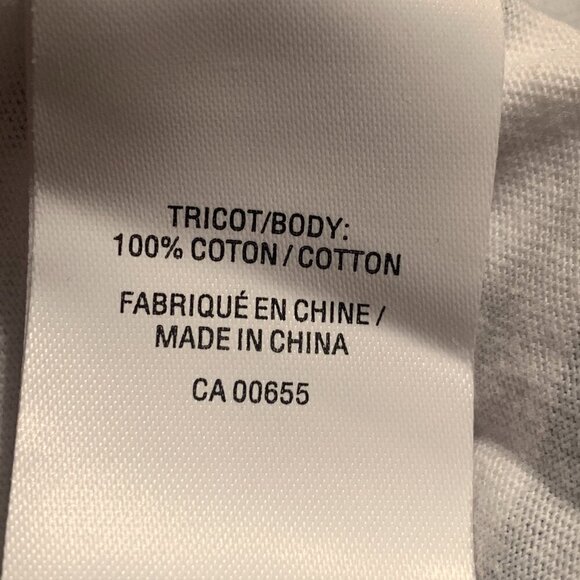 TRICOT/BODY:
100% COTON / COTTON
FABRIQUÉ EN CHINE /
MADE IN CHINA
CA 00655